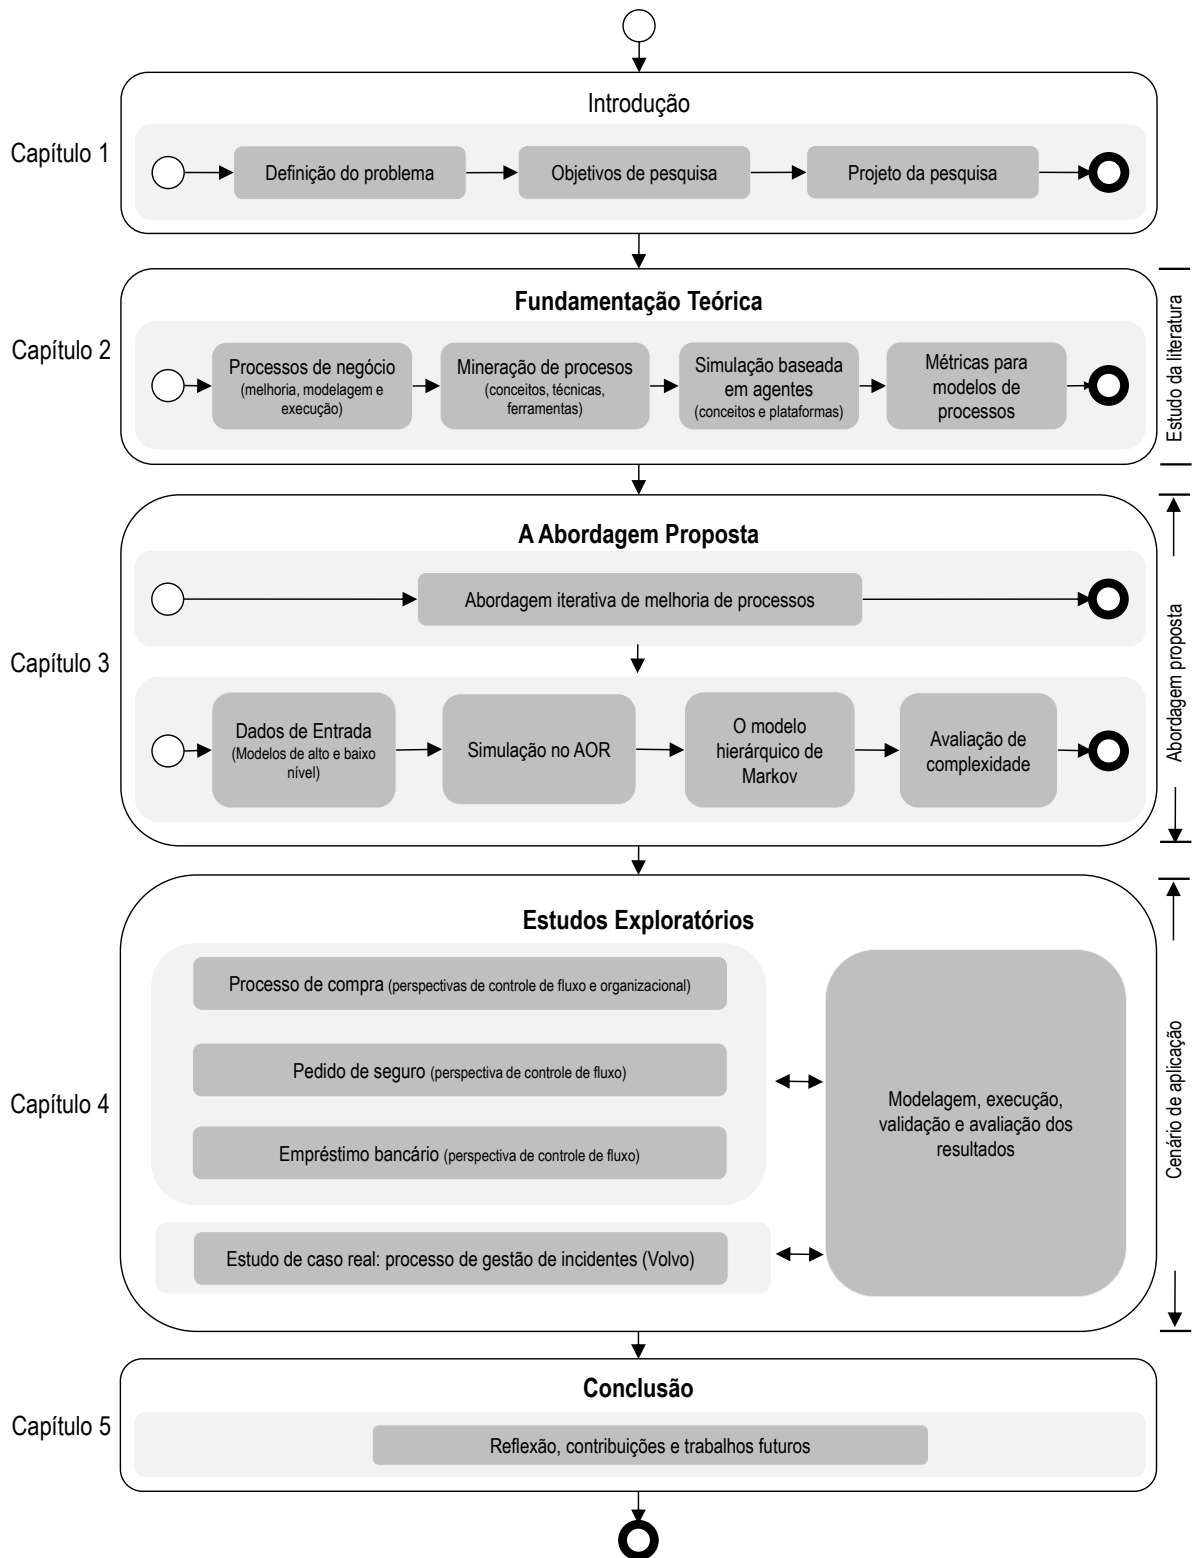 Introdução
Capítulo 1
Definição do problema
Objetivos de pesquisa
Projeto da pesquisa
Fundamentação Teórica
Capítulo 2
Processos de negócio
(melhoria, modelagem e
execução)
Mineração de procesos
(conceitos, técnicas,
ferramentas)
Simulação baseada
em agentes
(conceitos e plataformas)
Métricas para
modelos de
processos
Estudo da literatura
A Abordagem Proposta
Abordagem iterativa de melhoria de processos
Capítulo 3
Dados de Entrada
(Modelos de alto e baixo
nível)
Simulação no AOR
O modelo
hierárquico de
Markov
Avaliação de
complexidade
Abordagem proposta
Estudos Exploratórios
Capítulo 4
Processo de compra (perspectivas de controle de fluxo e organizacional)
Pedido de seguro (perspectiva de controle de fluxo)
Empréstimo bancário (perspectiva de controle de fluxo)
Estudo de caso real: processo de gestão de incidentes (Volvo)
Modelagem, execução,
validação e avaliação dos
resultados
Cenário de aplicação
Conclusão
Capítulo 5
Reflexão, contribuições e trabalhos futuros